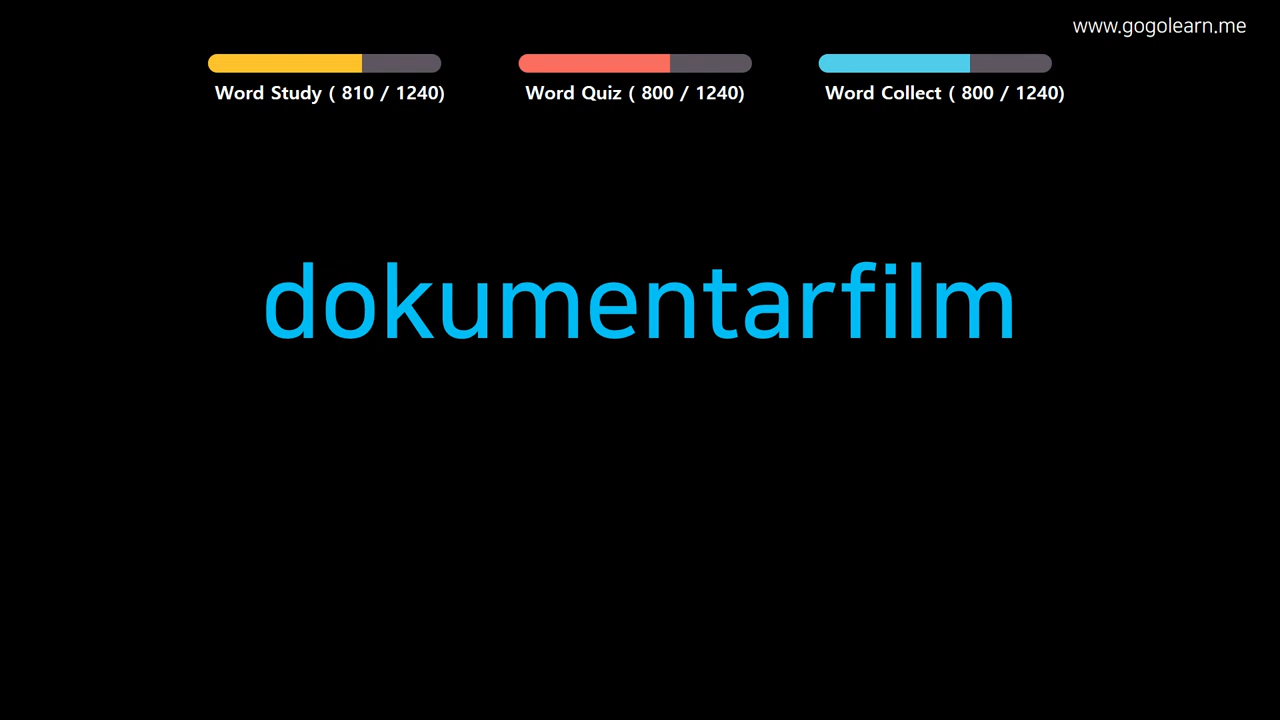 www.gogolearn.me
Word Study ( 810 / 1240)
Word Quiz ( 800 / 1240)
Word Collect ( 800 / 1240)
dokumentarfilm